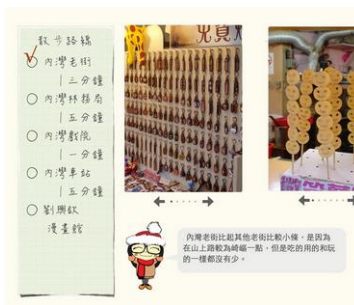 散步路線
內灣老街
三分鐘
內灣林務局
五分鐘
內灣戲院
一分鐘
內灣車站
五分鐘
劉興欽
漫畫館
內灣老街比起其他老街比較小條，是因為
在山上路較為崎嶇一點，但是吃的用的和玩
的一樣都沒有少。